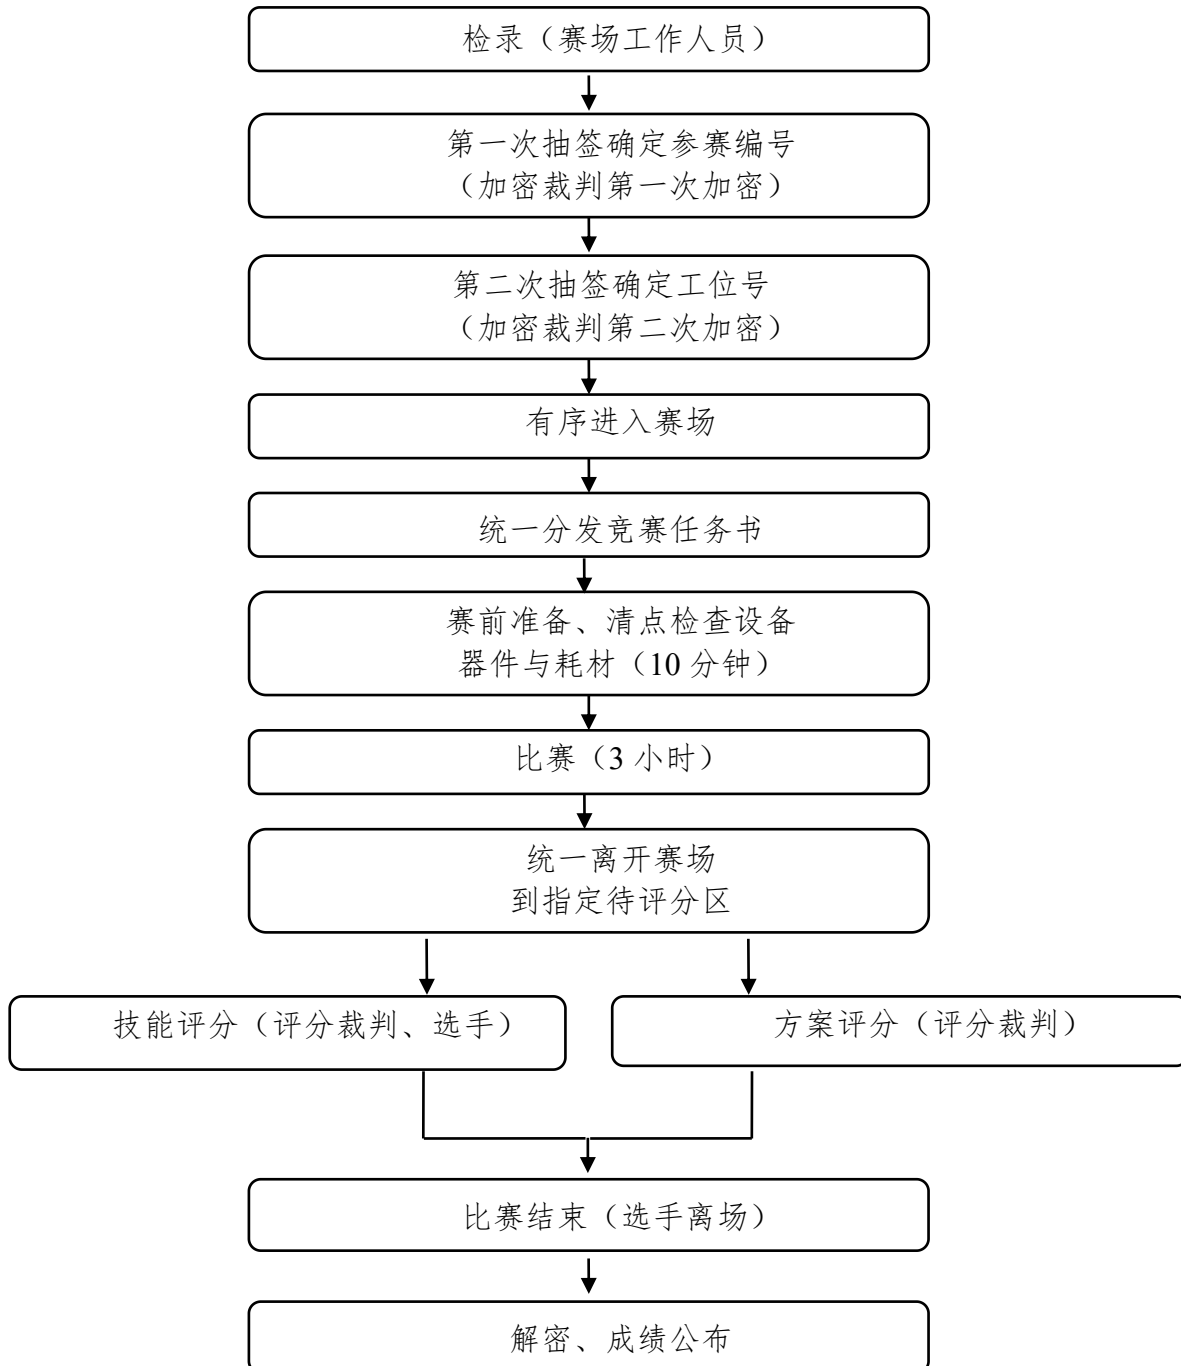 检录（赛场工作人员）
第一次抽签确定参赛编号
（加密裁判第一次加密）
第二次抽签确定工位号
（加密裁判第二次加密）
有序进入赛场
统一分发竞赛任务书
赛前准备、清点检查设备
器件与耗材（10 分钟）
比赛（3 小时）
统一离开赛场
到指定待评分区
技能评分（评分裁判、选手）
方案评分（评分裁判）
比赛结束（选手离场）
解密、成绩公布